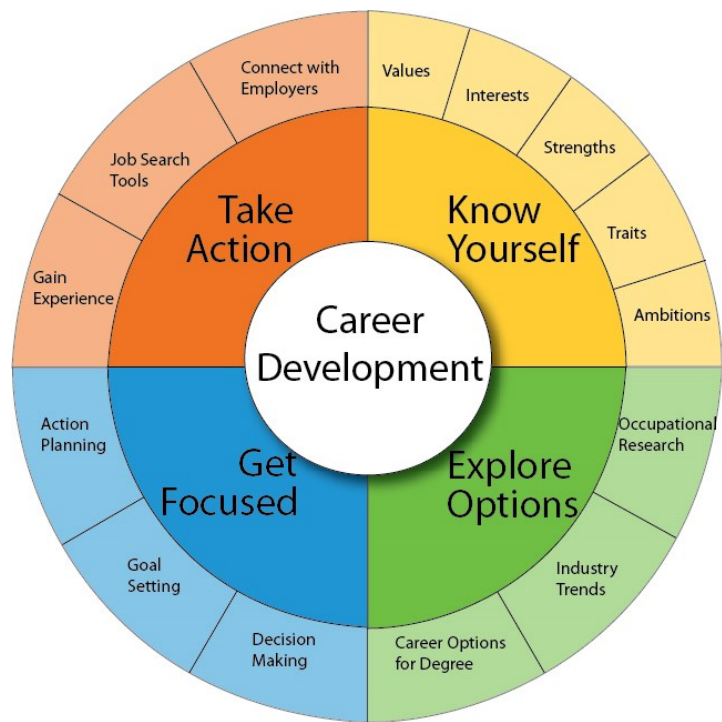 Career
Development
Know
Yourself
Values
Interests
Strengths
Traits
Ambitions
Explore
Options
Occupational
Research
Industry
Trends
Career Options
for Degree
Get
Focused
Decision
Making
Goal
Setting
Action
Planning
Take
Action
Gain
Experience
Job Search
Tools
Connect with
Employers